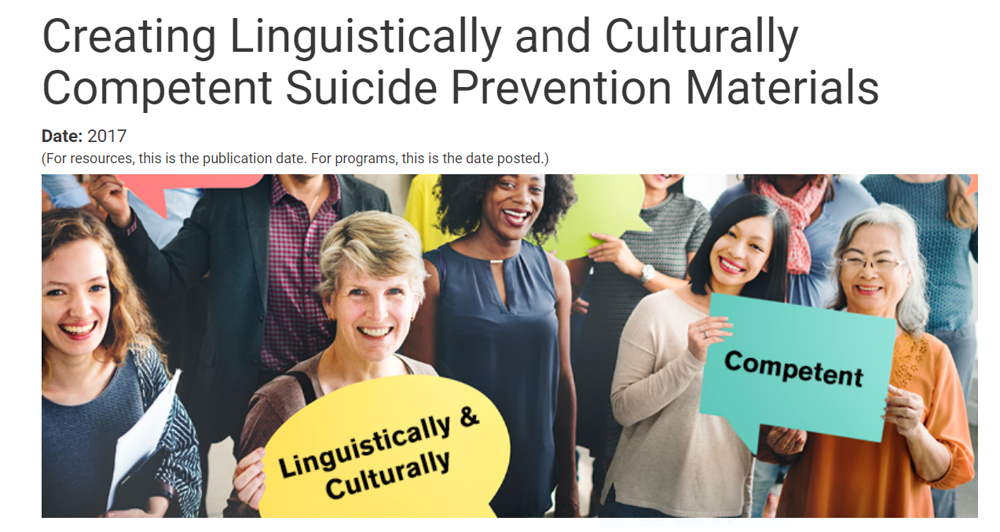 Creating Linguistically and Culturally
Competent Suicide Prevention Materials
Date: 2017
(For resources, this is the publication date. For programs, this is the date posted.)
Linguistically &
Culturally
Competent